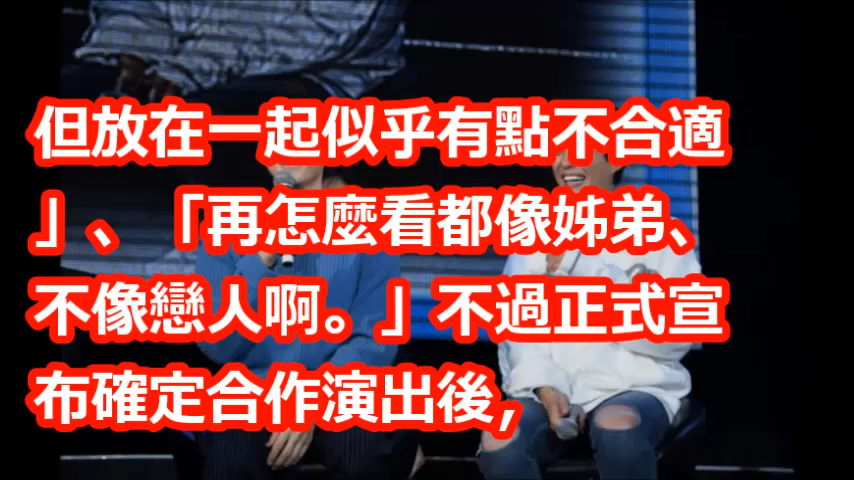 但放在一起似乎有點不合適
」、「再怎麼看都像姊弟、
不像戀人啊。」不過正式宣
布確定合作演出後,